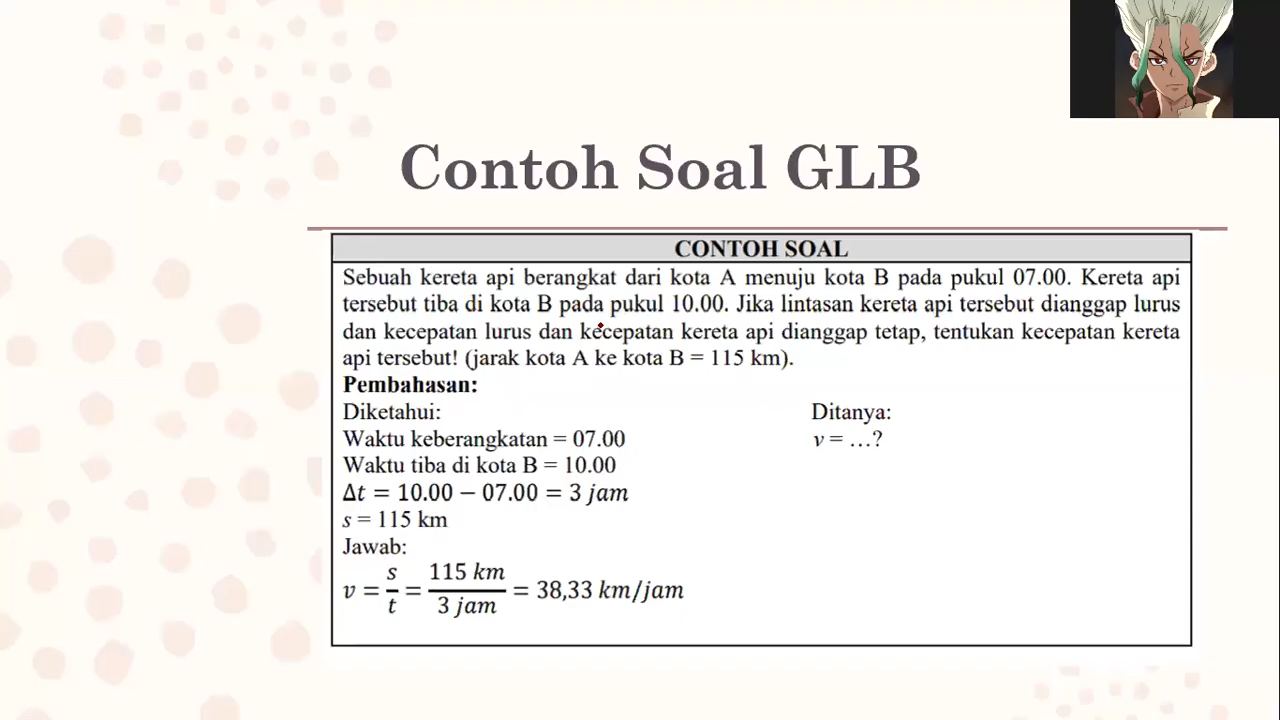 Contoh Soal GLB
CONTOH SOAL
Sebuah kereta api berangkat dari kota A menuju kota B pada pukul 07.00. Kereta api
tersebut tiba di kota B pada pukul 10.00. Jika lintasan kereta api tersebut dianggap lurus
dan kecepatan lurus dan kecepatan kereta api dianggap tetap, tentukan kecepatan kereta
api tersebut! (jarak kota A ke kota B = 115 km).
Pembahasan:
Diketahui:
Waktu keberangkatan = 07.00
Waktu tiba di kota B = 10.00
Δt = 10.00 − 07.00 = 3 jam
s = 115 km
Ditanya:
v = …?
Jawab:
v = s/t = 115 km/3 jam = 38,33 km/jam